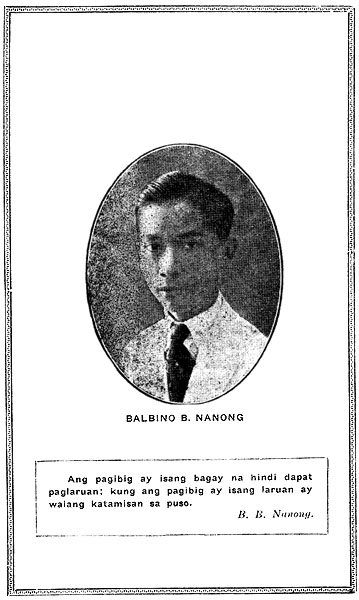 BALBINO B. NANONG
Ang pagibig ay isang bagay na hindi dapat
paglaruan; kung ang pagibig ay isang laruan ay
walang katamisan sa puso.
B. B. Nanong.